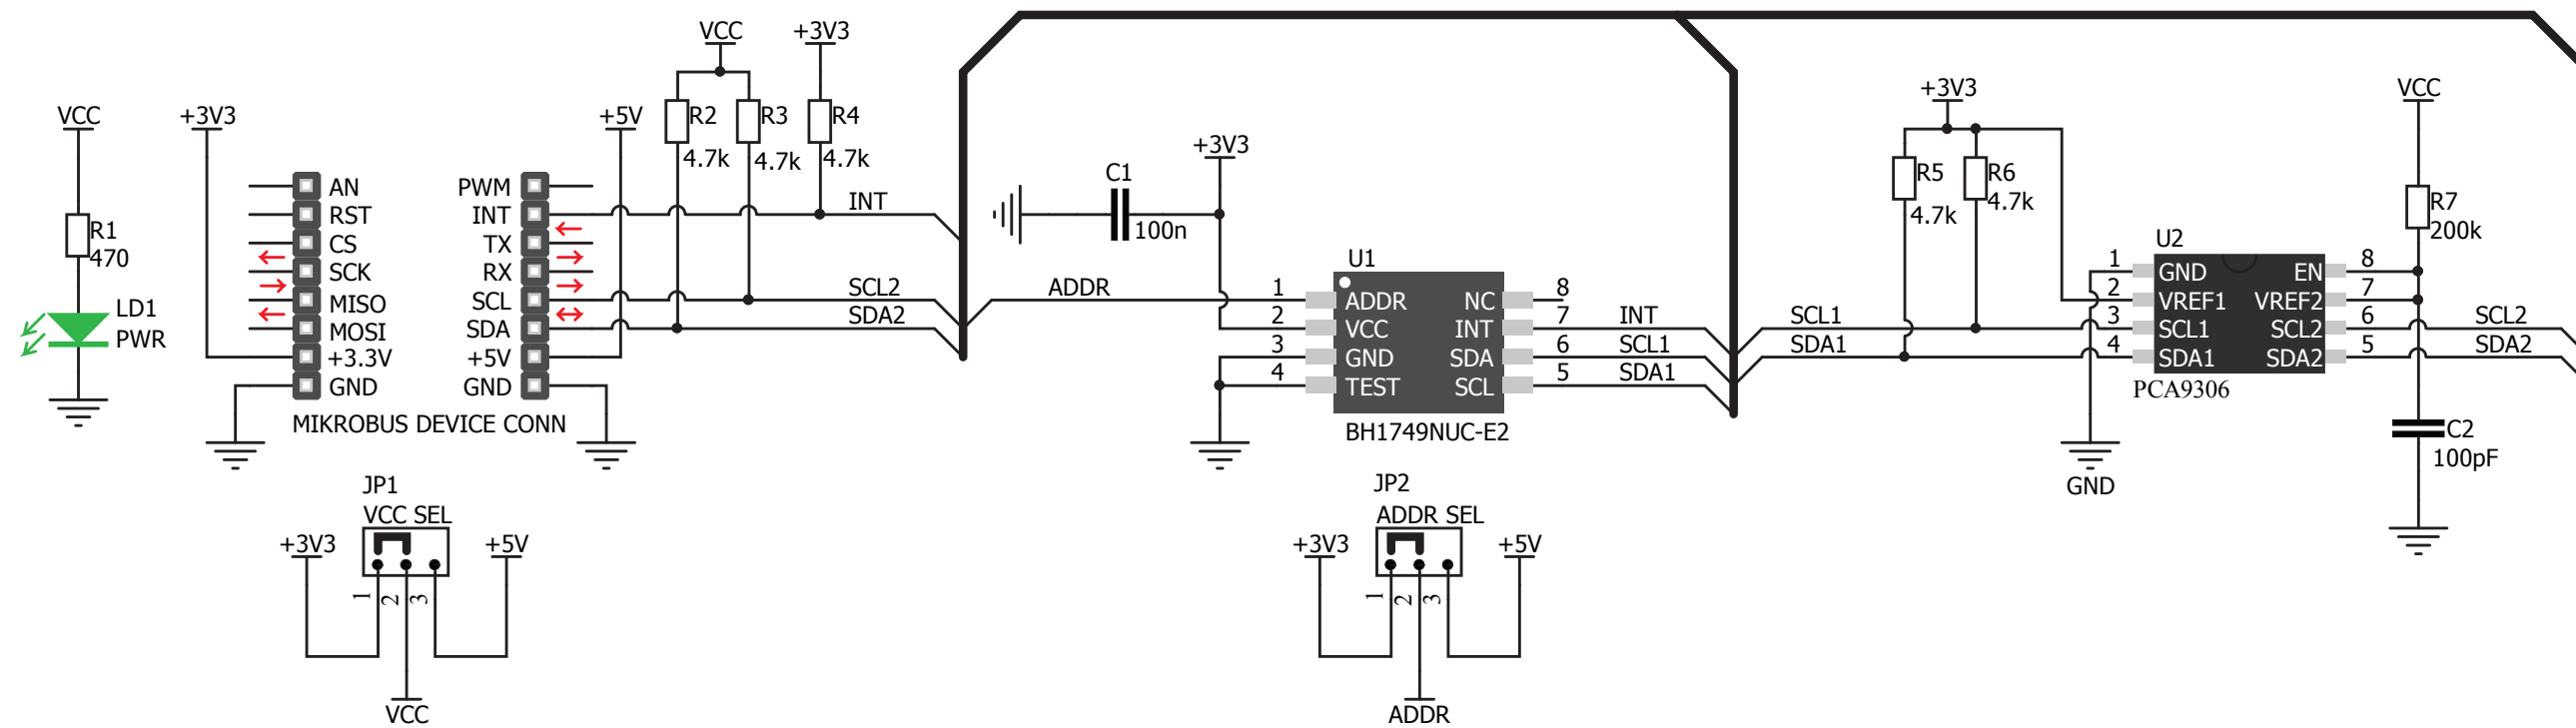 VCC
R1
470
LD1
PWR
+3V3
AN
RST
CS
SCK
MISO
MOSI
+3.3V
GND
PWM
INT
TX
RX
SCL
SDA
+5V
GND
MIKROBUS DEVICE CONN
+5V
VCC
R2
4.7k
R3
4.7k
+3V3
R4
4.7k
INT
SCL2
SDA2
JP1
VCC SEL
+3V3
+5V
1
2
3
VCC
C1
100n
+3V3
ADDR
U1
1
2
3
4
ADDR
VCC
GND
TEST
NC
INT
SDA
SCL
8
7
6
5
BH1749NUC-E2
INT
SCL1
SDA1
JP2
ADDR SEL
+3V3
+5V
1
2
3
ADDR
SCL1
SDA1
+3V3
R5
4.7k
R6
4.7k
U2
1
2
3
4
GND
VREF1
SCL1
SDA1
EN
VREF2
SCL2
SDA2
8
7
6
5
PCA9306
GND
VCC
R7
200k
SCL2
SDA2
C2
100pF